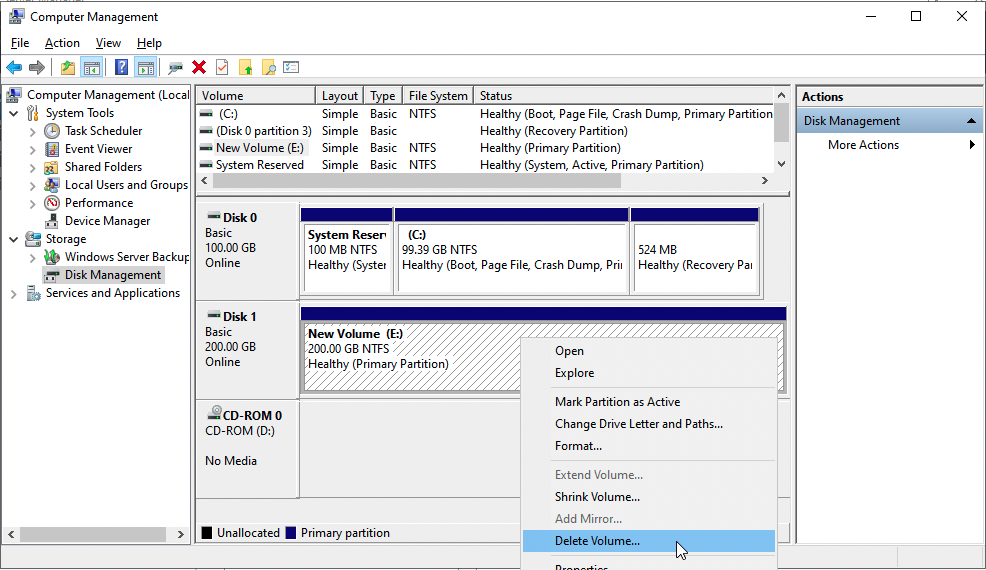 Computer Management
File Action View Help
Computer Management (Local
System Tools
Task Scheduler
Event Viewer
Shared Folders
Local Users and Groups
Performance
Device Manager
Storage
Windows Server Backup
Disk Management
Services and Applications
Volume Layout Type File System Status
(C:) Simple Basic NTFS Healthy (Boot, Page File, Crash Dump, Primary Partition
(Disk 0 partition 3) Simple Basic Healthy (Recovery Partition)
New Volume (E:) Simple Basic NTFS Healthy (Primary Partition)
System Reserved Simple Basic NTFS Healthy (System, Active, Primary Partition)
Disk 0
Basic
100.00 GB
Online
System Reser
100 MB NTFS
Healthy (Syste
(C:)
99.39 GB NTFS
Healthy (Boot, Page File, Crash Dump, Pri
524 MB
Healthy (Recovery Pa
Disk 1
Basic
200.00 GB
Online
New Volume (E:)
200.00 GB NTFS
Healthy (Primary Partition)
CD-ROM 0
CD-ROM (D:)
No Media
Unallocated Primary partition
Open
Explore
Mark Partition as Active
Change Drive Letter and Paths...
Format...
Extend Volume...
Shrink Volume...
Add Mirror...
Delete Volume...
Properties
Actions
Disk Management
More Actions